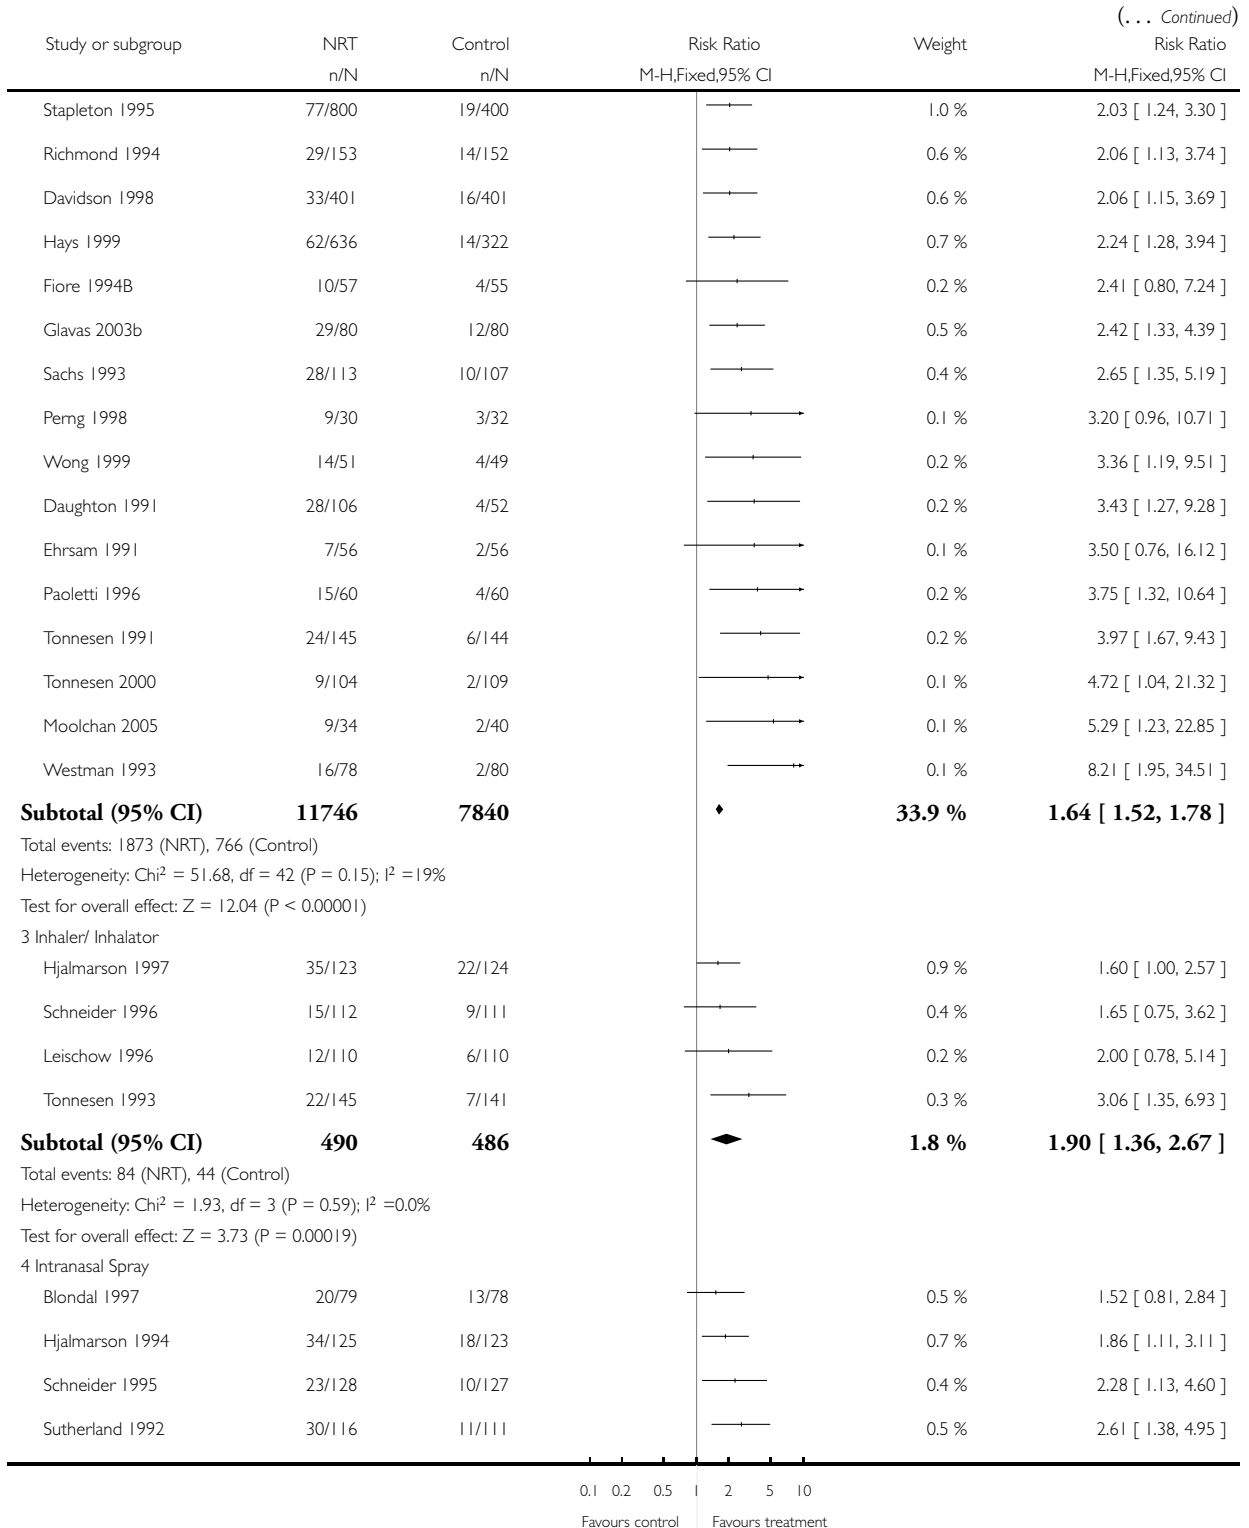 (... Continued)
Study or subgroup NRT Control Risk Ratio Weight Risk Ratio
n/N n/N M-H,Fixed,95% CI M-H,Fixed,95% CI
Stapleton 1995 77/800 19/400 1.0 % 2.03 [ 1.24, 3.30 ]
Richmond 1994 29/153 14/152 0.6 % 2.06 [ 1.13, 3.74 ]
Davidson 1998 33/401 16/401 0.6 % 2.06 [ 1.15, 3.69 ]
Hays 1999 62/636 14/322 0.7 % 2.24 [ 1.28, 3.94 ]
Fiore 1994B 10/57 4/55 0.2 % 2.41 [ 0.80, 7.24 ]
Glavas 2003b 29/80 12/80 0.5 % 2.42 [ 1.33, 4.39 ]
Sachs 1993 28/113 10/107 0.4 % 2.65 [ 1.35, 5.19 ]
Perng 1998 9/30 3/32 0.1 % 3.20 [ 0.96, 10.71 ]
Wong 1999 14/51 4/49 0.2 % 3.36 [ 1.19, 9.51 ]
Daughton 1991 28/106 4/52 0.2 % 3.43 [ 1.27, 9.28 ]
Ehrsam 1991 7/56 2/56 0.1 % 3.50 [ 0.76, 16.12 ]
Paoletti 1996 15/60 4/60 0.2 % 3.75 [ 1.32, 10.64 ]
Tonnesen 1991 24/145 6/144 0.2 % 3.97 [ 1.67, 9.43 ]
Tonnesen 2000 9/104 2/109 0.1 % 4.72 [ 1.04, 21.32 ]
Moolchan 2005 9/34 2/40 0.1 % 5.29 [ 1.23, 22.85 ]
Westman 1993 16/78 2/80 0.1 % 8.21 [ 1.95, 34.51 ]
Subtotal (95% CI) 11746 7840 33.9 % 1.64 [ 1.52, 1.78 ]
Total events: 1873 (NRT), 766 (Control)
Heterogeneity: Chi² = 51.68, df = 42 (P = 0.15); I² =19%
Test for overall effect: Z = 12.04 (P < 0.00001)
3 Inhaler/ Inhalator
Hjalmarson 1997 35/123 22/124 0.9 % 1.60 [ 1.00, 2.57 ]
Schneider 1996 15/112 9/111 0.4 % 1.65 [ 0.75, 3.62 ]
Leischow 1996 12/110 6/110 0.2 % 2.00 [ 0.78, 5.14 ]
Tonnesen 1993 22/145 7/141 0.3 % 3.06 [ 1.35, 6.93 ]
Subtotal (95% CI) 490 486 1.8 % 1.90 [ 1.36, 2.67 ]
Total events: 84 (NRT), 44 (Control)
Heterogeneity: Chi² = 1.93, df = 3 (P = 0.59); I² =0.0%
Test for overall effect: Z = 3.73 (P = 0.00019)
4 Intranasal Spray
Blondal 1997 20/79 13/78 0.5 % 1.52 [ 0.81, 2.84 ]
Hjalmarson 1994 34/125 18/123 0.7 % 1.86 [ 1.11, 3.11 ]
Schneider 1995 23/128 10/127 0.4 % 2.28 [ 1.13, 4.60 ]
Sutherland 1992 30/116 11/111 0.5 % 2.61 [ 1.38, 4.95 ]
0.1 0.2 0.5 1 2 5 10
Favours control Favours treatment